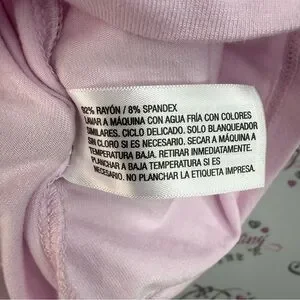 92% RAYÓN / 8% SPANDEX
LAVAR A MÁQUINA CON AGUA FRÍA CON COLORES
SIMILARES. CICLO DELICADO. SOLO BLANQUEADOR
SIN CLORO SI ES NECESARIO. SECAR A MÁQUINA A
TEMPERATURA BAJA. RETIRAR INMEDIATAMENTE.
PLANCHAR A BAJA TEMPERATURA SI ES
NECESARIO. NO PLANCHAR LA ETIQUETA IMPRESA.